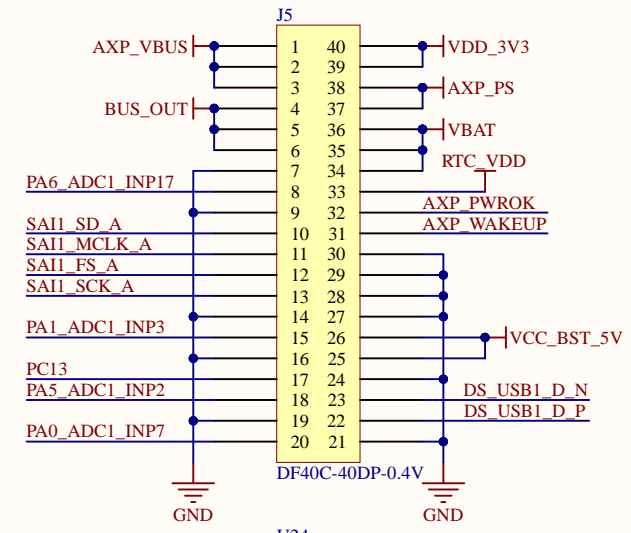 J5
AXP_VBUS 1 40 VDD_3V3
2 39
3 38 AXP_PS
BUS_OUT 4 37
5 36 VBAT
6 35
7 34 RTC_VDD
PA6_ADC1_INP17 8 33
9 32 AXP_PWROK
SAI1_SD_A 10 31 AXP_WAKEUP
SAI1_MCLK_A 11 30
SAI1_FS_A 12 29
SAI1_SCK_A 13 28
14 27
PA1_ADC1_INP3 15 26 VCC_BST_5V
16 25
PC13 17 24
PA5_ADC1_INP2 18 23 DS_USB1_D_N
19 22 DS_USB1_D_P
PA0_ADC1_INP7 20 21
DF40C-40DP-0.4V
GND GND